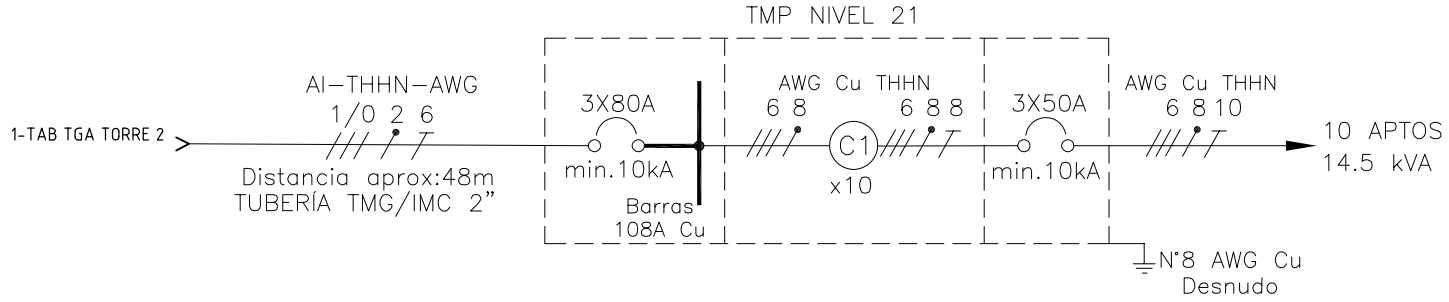 TMP NIVEL 21
Al-THHN-AWG
1/0 2 6
1-TAB TGA TORRE 2
Distancia aprox:48m
TUBERÍA TMG/IMC 2”
3X80A
min.10kA
Barras
108A Cu
AWG Cu THHN
6 8 6 8 8
C1
x10
3X50A
min.10kA
AWG Cu THHN
6 8 10
10 APTOS
14.5 kVA
N°8 AWG Cu
Desnudo